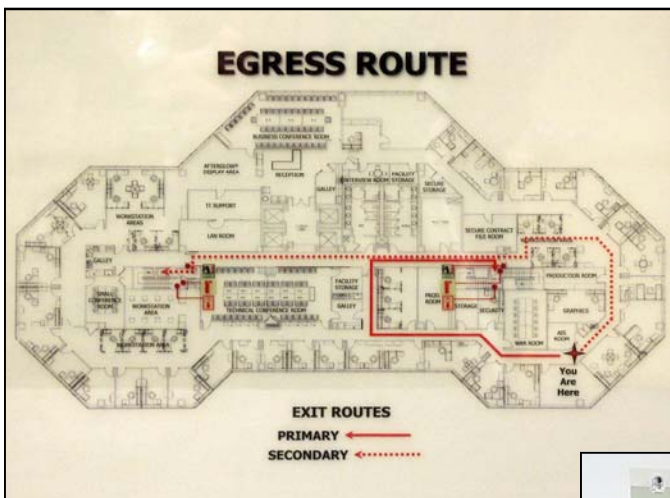 EGRESS ROUTE
BUSINESS CONFERENCE ROOM
AFTERGLOW
DISPLAY AREA
RECEPTION
GALLEY
INTERVIEW ROOM
FACILITY
STORAGE
SECURE
STORAGE
IT SUPPORT
WORKSTATION
AREAS
LAN ROOM
SECURE CONTRACT
FILE ROOM
WORKSTATION AREA
GALLEY
PRODUCTION ROOM
SMALL
CONFERENCE
ROOM
WORKSTATION
AREA
FACILITY
STORAGE
GALLEY
PROD.
ROOM
STORAGE
SECURITY
GRAPHICS
TECHNICAL CONFERENCE ROOM
WORKSTATION AREA
WAR ROOM
AIS
ROOM
You
Are
Here
EXIT ROUTES
PRIMARY
SECONDARY